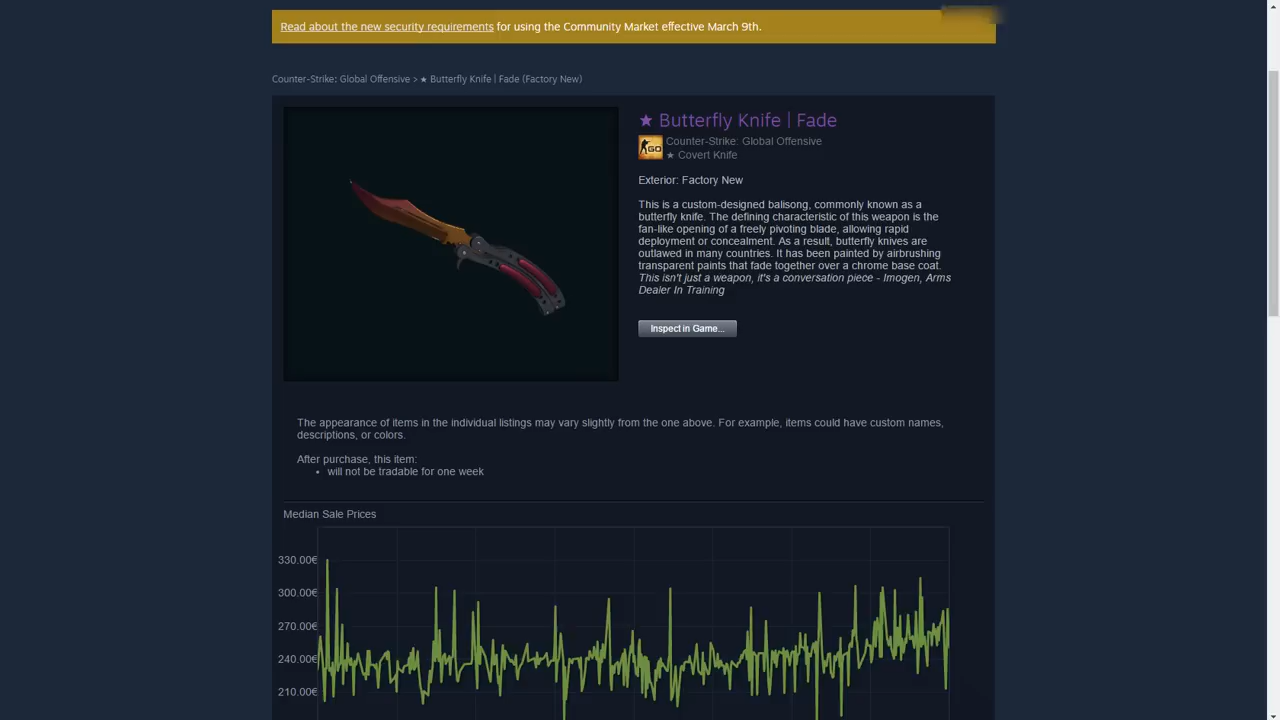 Read about the new security requirements for using the Community Market effective March 9th.
Counter-Strike: Global Offensive > ★ Butterfly Knife | Fade (Factory New)
★ Butterfly Knife | Fade
GO
Counter-Strike: Global Offensive
★ Covert Knife
Exterior: Factory New
This is a custom-designed balisong, commonly known as a
butterfly knife. The defining characteristic of this weapon is the
fan-like opening of a freely pivoting blade, allowing rapid
deployment or concealment. As a result, butterfly knives are
outlawed in many countries. It has been painted by airbrushing
transparent paints that fade together over a chrome base coat.
This isn't just a weapon, it's a conversation piece - Imogen, Arms
Dealer In Training
Inspect in Game...
The appearance of items in the individual listings may vary slightly from the one above. For example, items could have custom names,
descriptions, or colors.
After purchase, this item:
• will not be tradable for one week
Median Sale Prices
330.00€
300.00€
270.00€
240.00€
210.00€